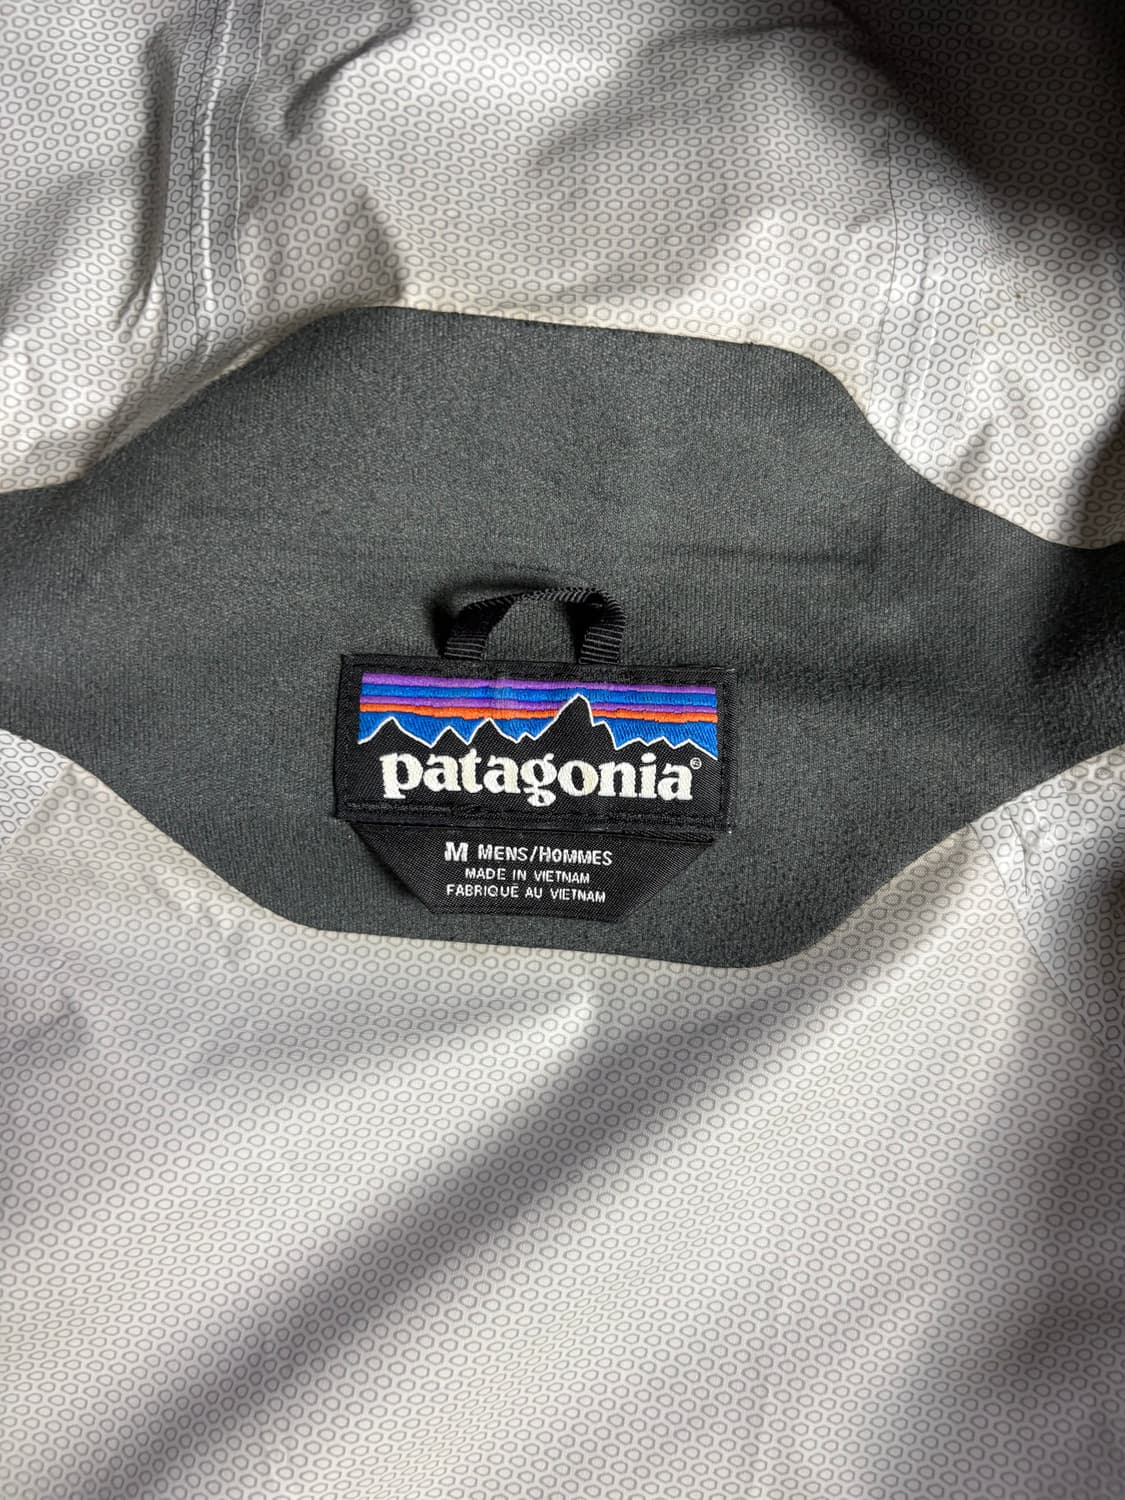 patagonia®
M MENS/HOMMES
MADE IN VIETNAM
FABRIQUÉ AU VIETNAM